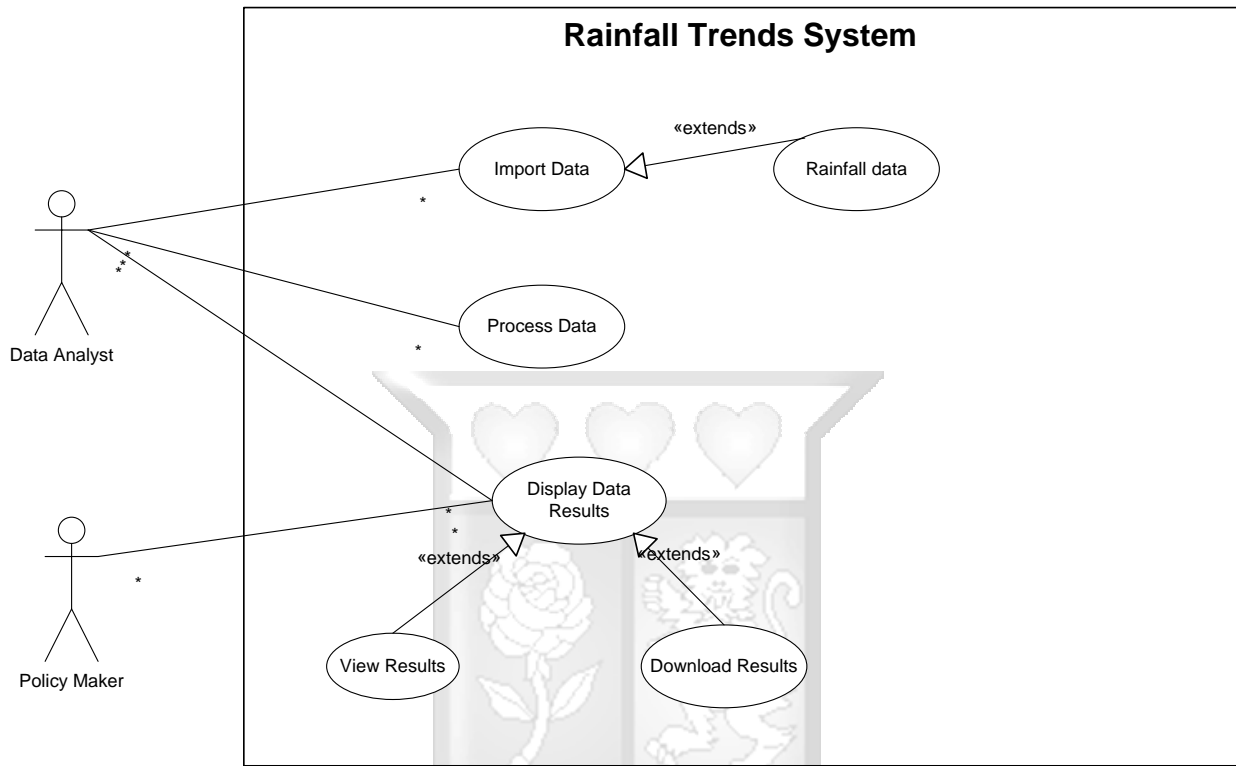 Rainfall Trends System
«extends»
Import Data
Rainfall data
*
*
*
*
Process Data
*
Data Analyst
Display Data
Results
*
*
«extends»
«extends»
*
View Results
Download Results
Policy Maker